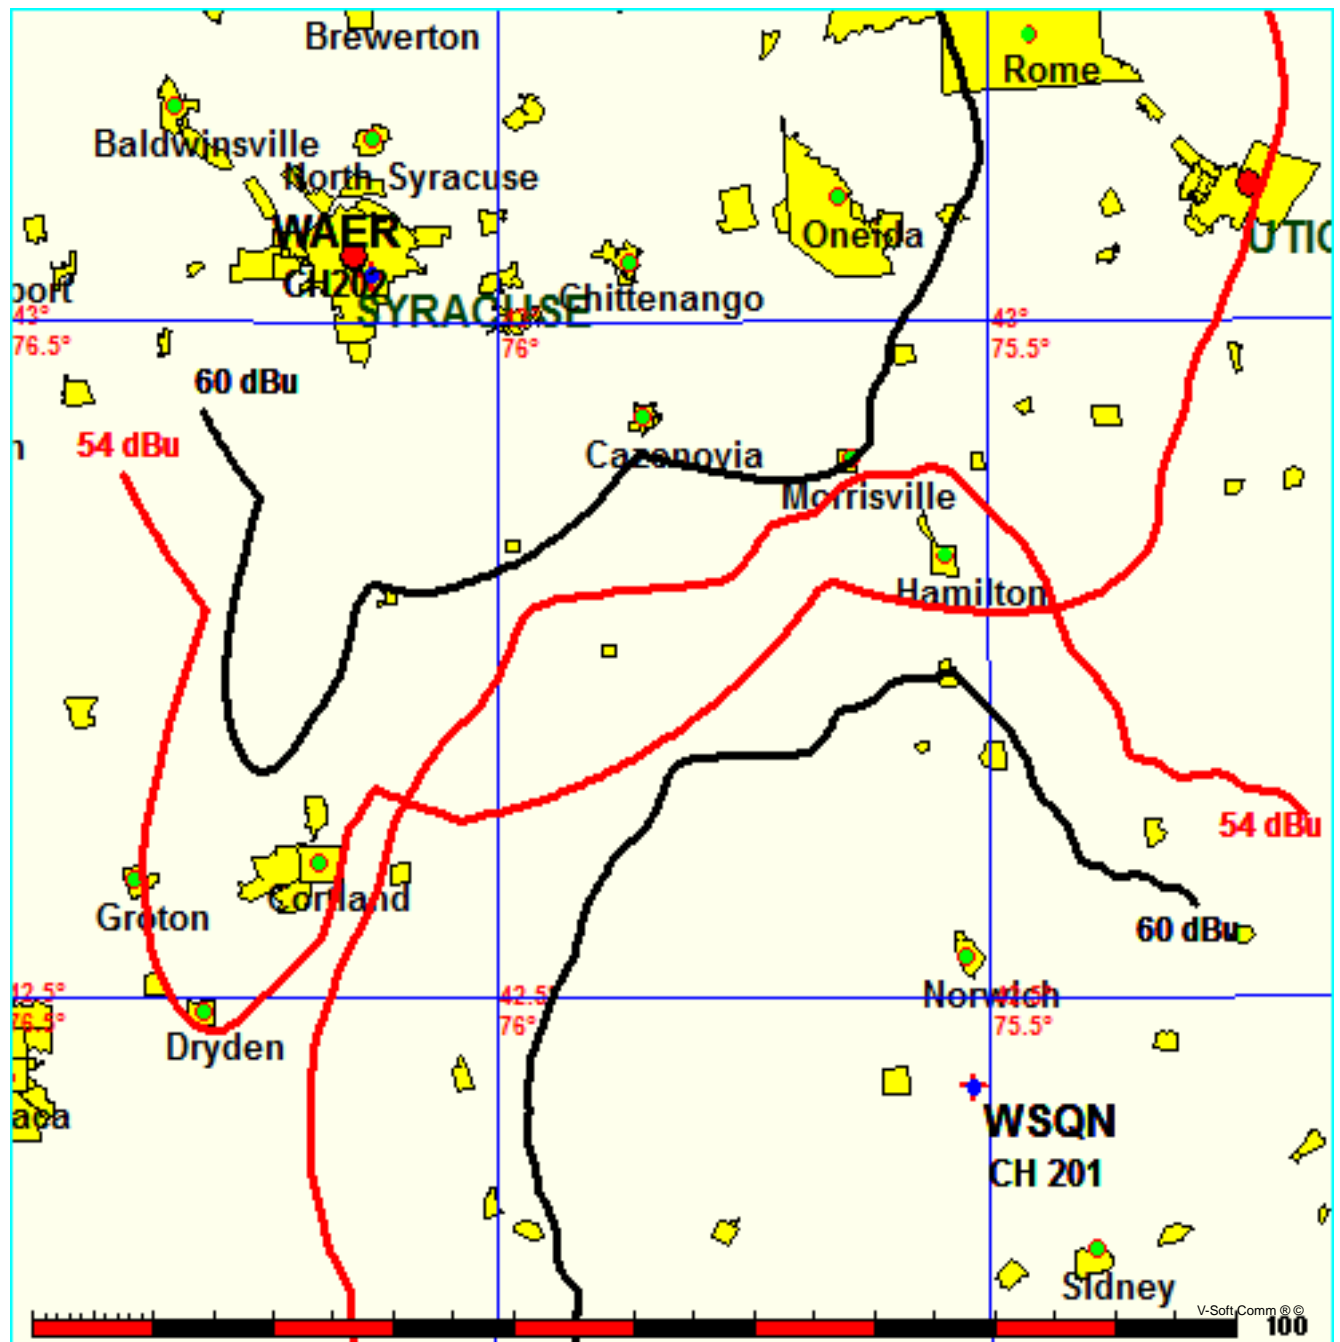 Brewerton
Rome
Baldwinsville
North Syracuse
WAER
CH202
Oneida
UTIC
port
Chittenango
SYRACUSE
43°
76.5°
76°
43°
75.5°
60 dBu
54 dBu
Cazenovia
Morrisville
Hamilton
54 dBu
Cortland
Groton
60 dBu
Norwich
42.5°
76.5°
42.5°
76°
42.5°
75.5°
Dryden
aca
WSQN
CH 201
Sidney
V-Soft Comm ® ©
100